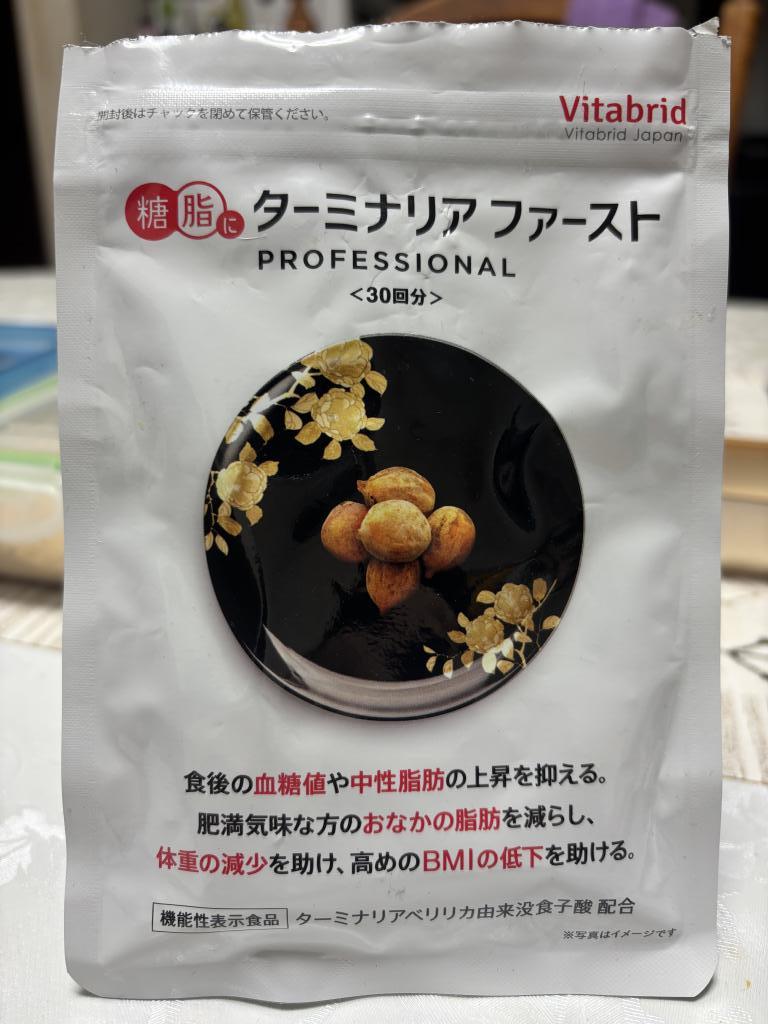 開封後はチャックを閉めて保管ください。
Vitabrid
Vitabrid Japan
糖脂に ターミナリア ファースト
PROFESSIONAL
<30回分>
食後の血糖値や中性脂肪の上昇を抑える。
肥満気味な方のおなかの脂肪を減らし、
体重の減少を助け、高めのBMIの低下を助ける。
機能性表示食品 ターミナリアベリリカ由来没食子酸 配合
※写真はイメージです